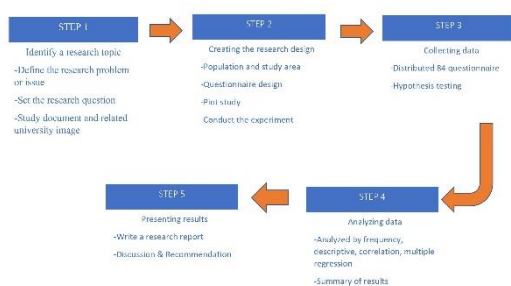 STEP 1
Identify a research topic
-Define the research problem
or issue
-Set the research question
-Study document and related
university image
STEP 2
Creating the research design
-Population and study area
-Questionnaire design
-Piot study
Conduct the experiment
STEP 3
Collecting data
-Distributed 84 questionnaire
-Hypothesis testing
STEP 4
Analyzing data
-Analyzed by frequency,
descriptive, correlation, multiple
regression
-Summary of results
STEP 5
Presenting results
-Write a research report
-Discussion & Recommendation